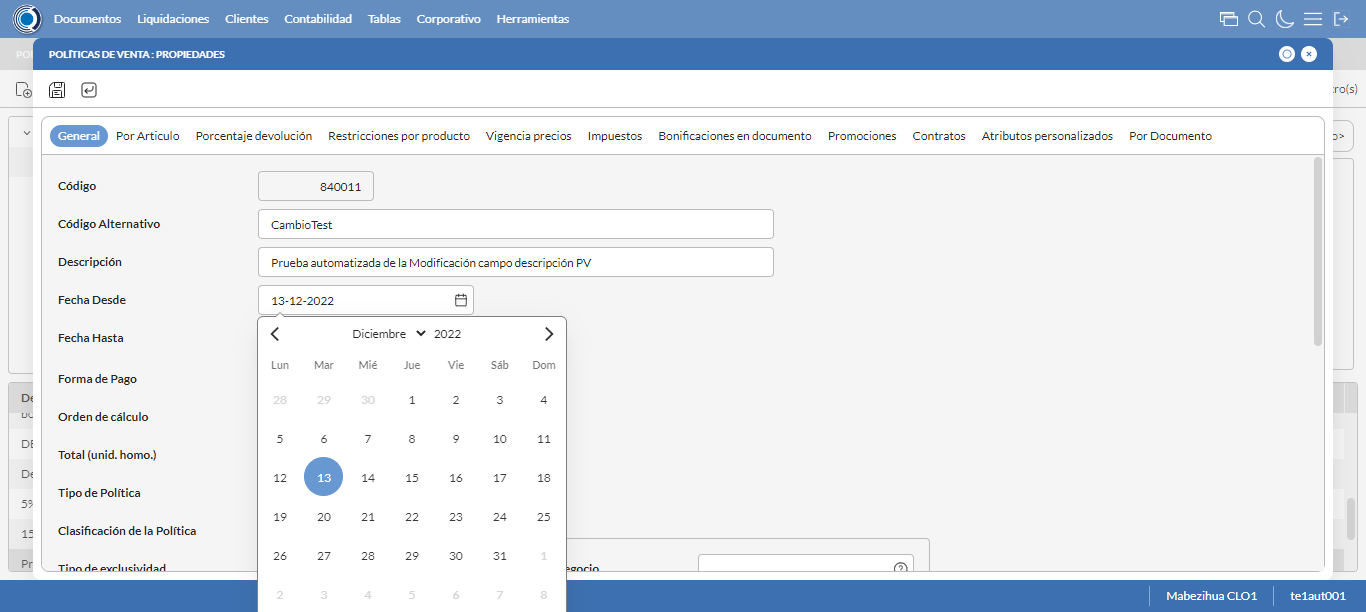 Documentos Liquidaciones Clientes Contabilidad Tablas Corporativo Herramientas
POLÍTICAS DE VENTA : PROPIEDADES
ro(s)
General Por Articulo Porcentaje devolución Restricciones por producto Vigencia precios Impuestos Bonificaciones en documento Promociones Contratos Atributos personalizados Por Documento
Código 840011
Código Alternativo CambioTest
Descripción Prueba automatizada de la Modificación campo descripción PV
Fecha Desde 13-12-2022
Fecha Hasta
Diciembre 2022
Lun Mar Mié Jue Vie Sáb Dom
Forma de Pago
28 29 30 1 2 3 4
De
Orden de cálculo
5 6 7 8 9 10 11
DE
Total (unid. homo.)
De
12 13 14 15 16 17 18
Tipo de Política
5%
19 20 21 22 23 24 25
Clasificación de la Política
15
26 27 28 29 30 31 1
Pr
Tipo de exclusividad
egocio
2 3 4 5 6 7 8
Mabezihua CLO1 te1aut001